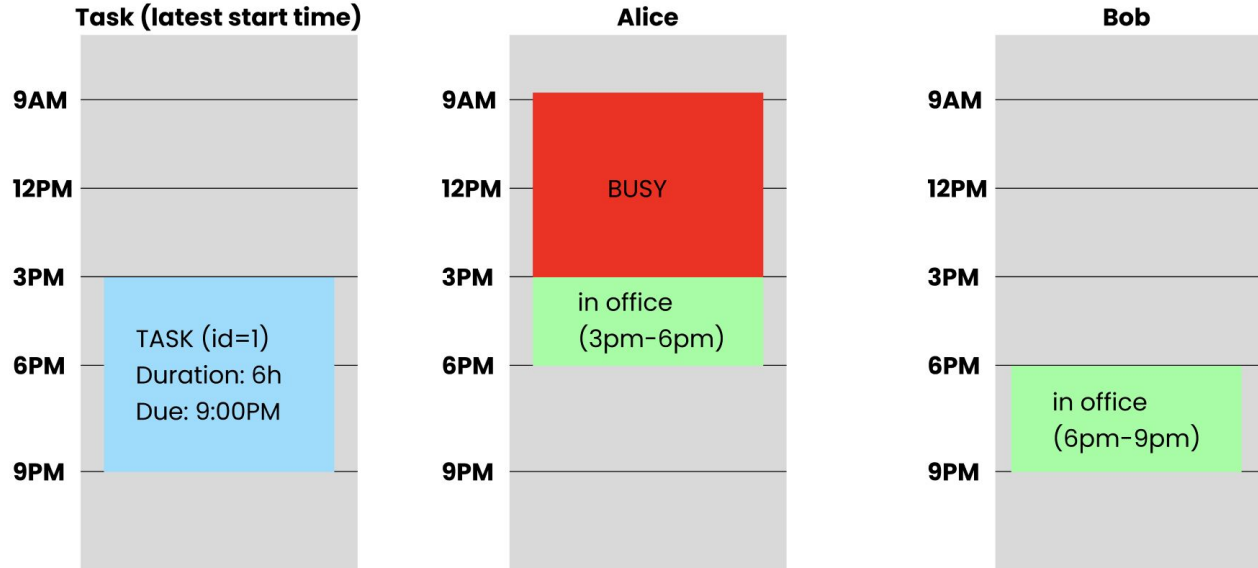 Task (latest start time)
9AM
12PM
3PM
TASK (id=1)
Duration: 6h
Due: 9:00PM
6PM
9PM
Alice
9AM
BUSY
12PM
3PM
in office
(3pm-6pm)
6PM
9PM
Bob
9AM
12PM
3PM
6PM
in office
(6pm-9pm)
9PM